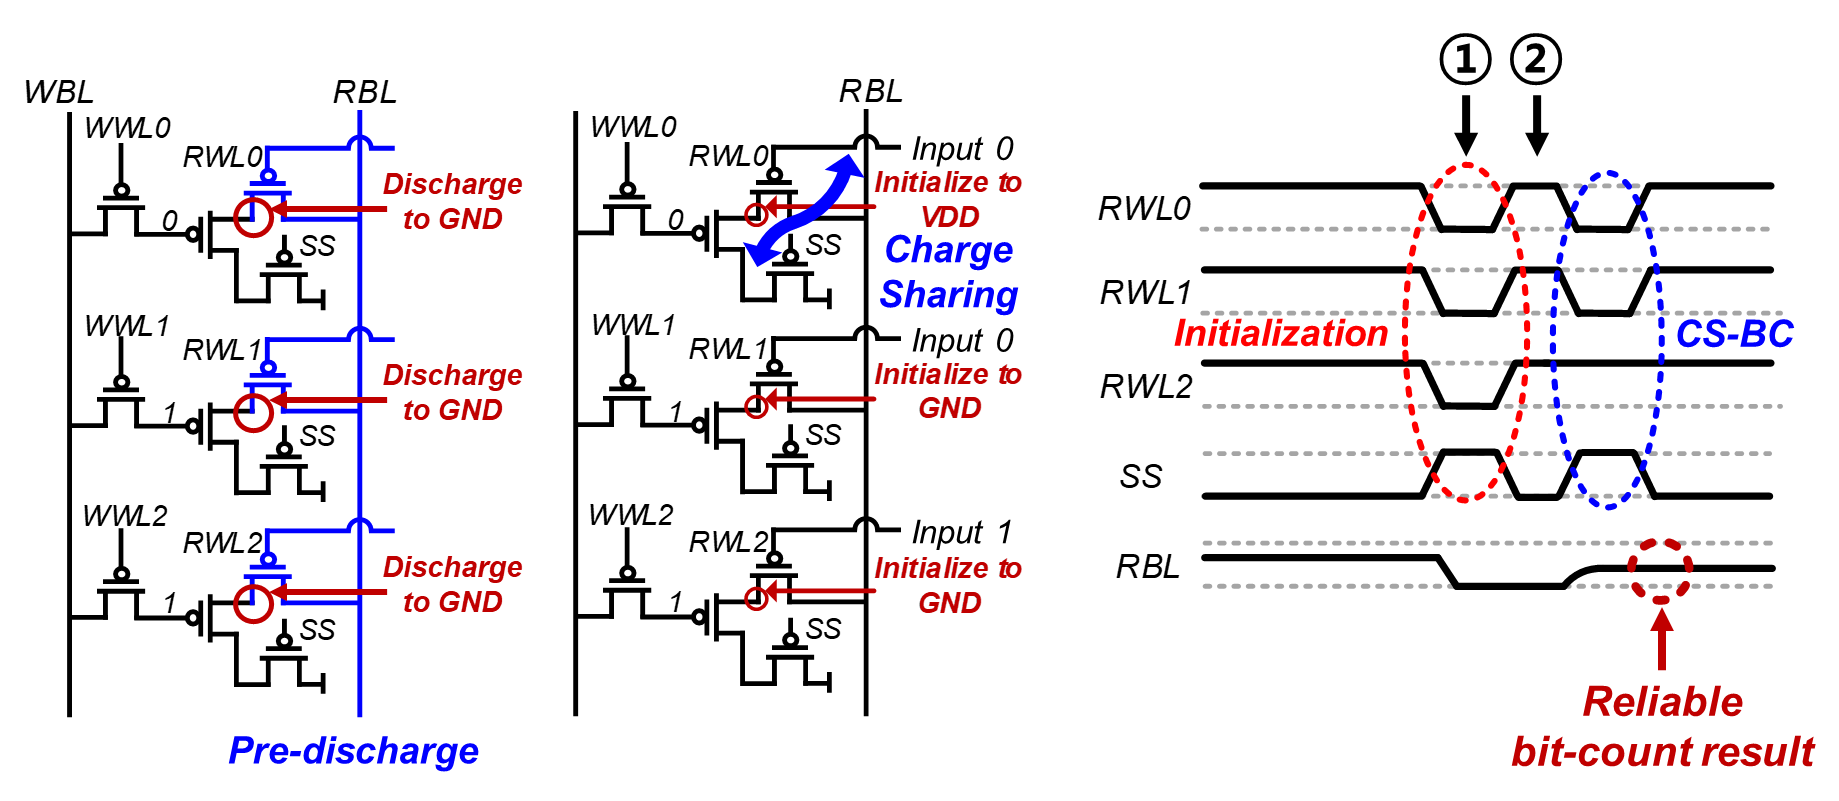 WBL
RBL
WWL0
RWL0
Discharge
to GND
0
SS
WWL1
RWL1
Discharge
to GND
1
SS
WWL2
RWL2
Discharge
to GND
1
SS
Pre-discharge
RBL
WWL0
RWL0
Input 0
Initialize to
VDD
0
SS
Charge
Sharing
WWL1
RWL1
Input 0
Initialize to
GND
1
SS
WWL2
RWL2
Input 1
Initialize to
GND
1
SS
① ②
RWL0
RWL1
Initialization
CS-BC
RWL2
SS
RBL
Reliable
bit-count result